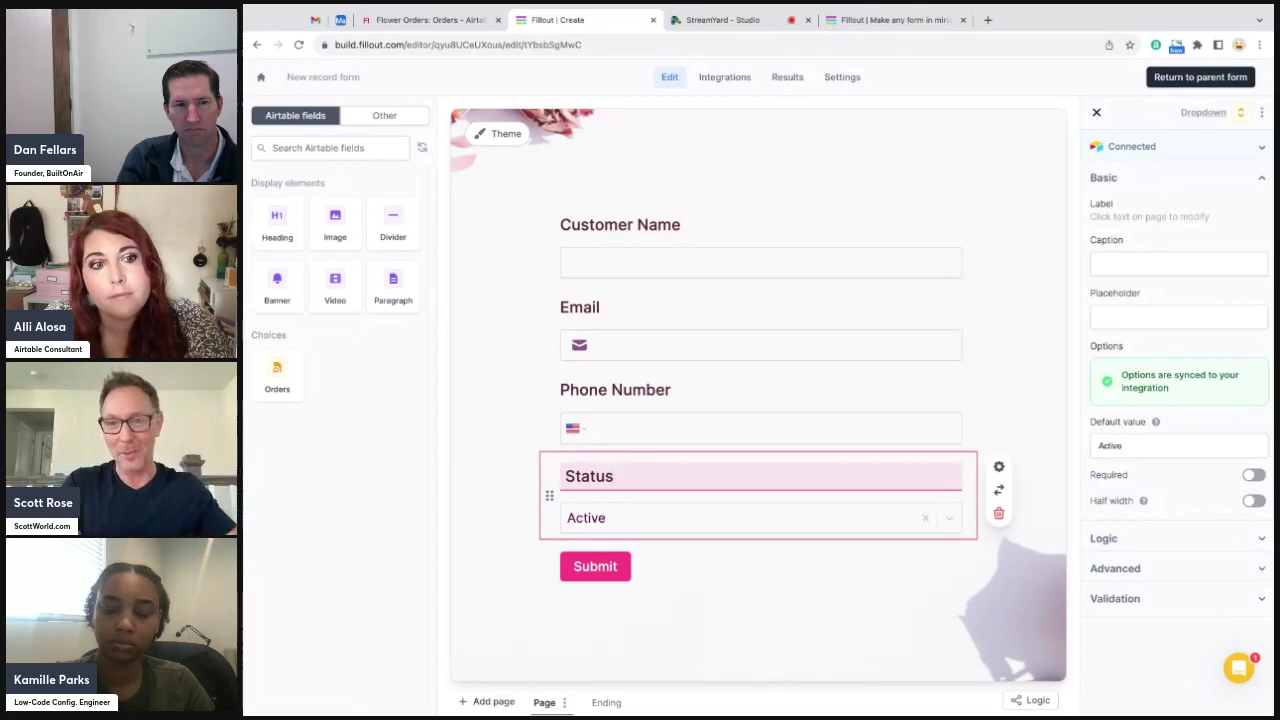 Dan Fellars
Founder, BuiltOnAir
Alli Alosa
Airtable Consultant
Scott Rose
ScottWorld.com
Kamille Parks
Low-Code Config. Engineer
Flower Orders: Orders - Airtab
Fillout | Create
StreamYard - Studio
Fillout | Make any form in minu
build.fillout.com/editor/qyu8UCeUXous/edit/tYbsbSgMwC
New
New record form
Edit
Integrations
Results
Settings
Return to parent form
Airtable fields
Other
Search Airtable fields
Display elements
H1
Heading
Image
Divider
Banner
Video
Paragraph
Choices
Orders
Theme
Customer Name
Email
Phone Number
Status
Active
Submit
+ Add page
Page
Ending
Logic
Dropdown
Connected
Basic
Label
Click text on page to modify
Caption
Placeholder
Options
Options are synced to your
integration
Default value
Active
Required
Half width
Logic
Advanced
Validation
1